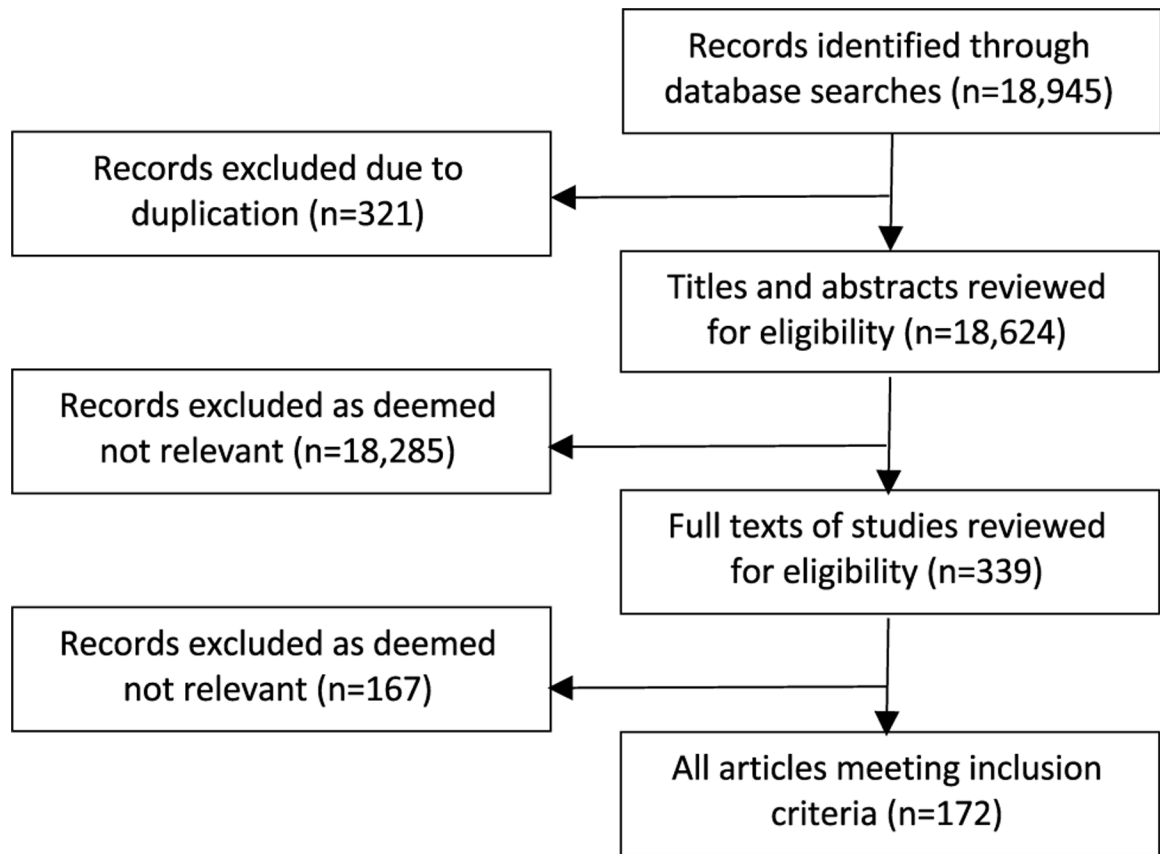 Records identified through
database searches (n=18,945)
Records excluded due to
duplication (n=321)
Titles and abstracts reviewed
for eligibility (n=18,624)
Records excluded as deemed
not relevant (n=18,285)
Full texts of studies reviewed
for eligibility (n=339)
Records excluded as deemed
not relevant (n=167)
All articles meeting inclusion
criteria (n=172)